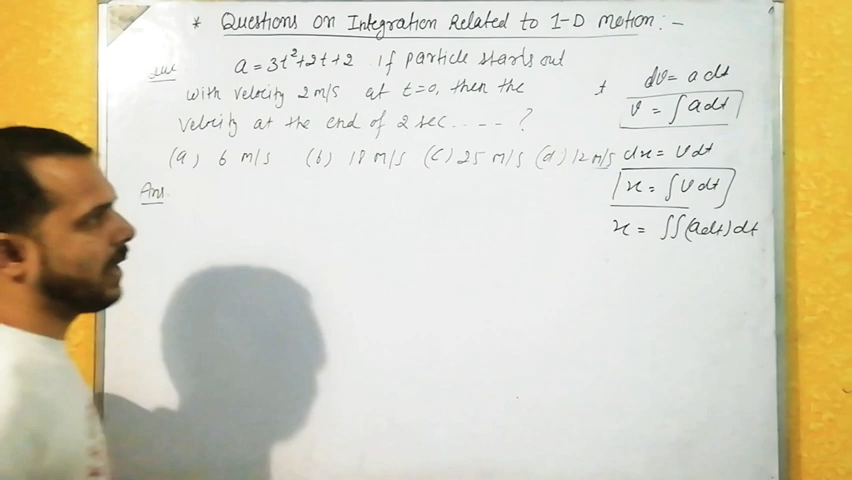 * Questions on Integration Related to 1-D motion :-
Que a = 3t²+2t+2 . If particle starts out
with velocity 2 m/s at t=0, then the
velocity at the end of 2 sec. ---- ?
(a) 6 m/s (b) 18 m/s (c) 25 m/s (d) 12 m/s
Ans.
dv = a dt
v = ∫ a dt
dx = v dt
x = ∫ v dt
x = ∫∫ (a dt) dt